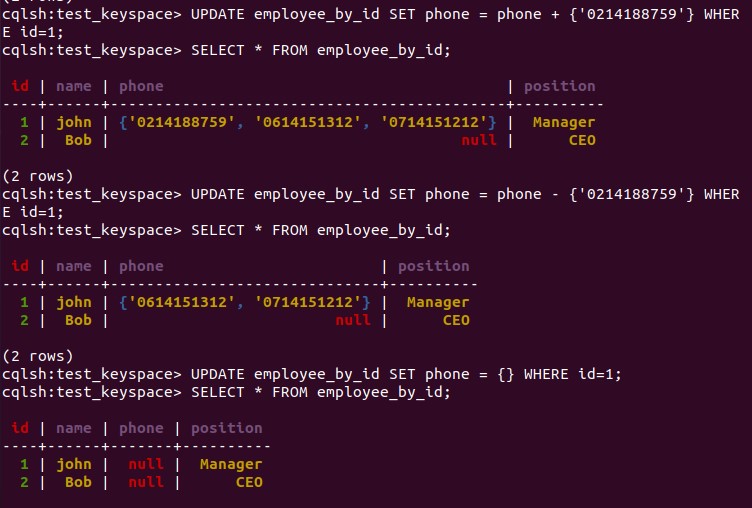 (2 rows)
cqlsh:test_keyspace> UPDATE employee_by_id SET phone = phone + {'0214188759'} WHER
E id=1;
cqlsh:test_keyspace> SELECT * FROM employee_by_id;
 id | name | phone                                      | position
----+------+--------------------------------------------+----------
  1 | john | {'0214188759', '0614151312', '0714151212'} |  Manager
  2 |  Bob |                                       null |      CEO
(2 rows)
cqlsh:test_keyspace> UPDATE employee_by_id SET phone = phone - {'0214188759'} WHER
E id=1;
cqlsh:test_keyspace> SELECT * FROM employee_by_id;
 id | name | phone                        | position
----+------+------------------------------+----------
  1 | john | {'0614151312', '0714151212'} |  Manager
  2 |  Bob |                         null |      CEO
(2 rows)
cqlsh:test_keyspace> UPDATE employee_by_id SET phone = {} WHERE id=1;
cqlsh:test_keyspace> SELECT * FROM employee_by_id;
 id | name | phone | position
----+------+-------+----------
  1 | john |  null |  Manager
  2 |  Bob |  null |      CEO